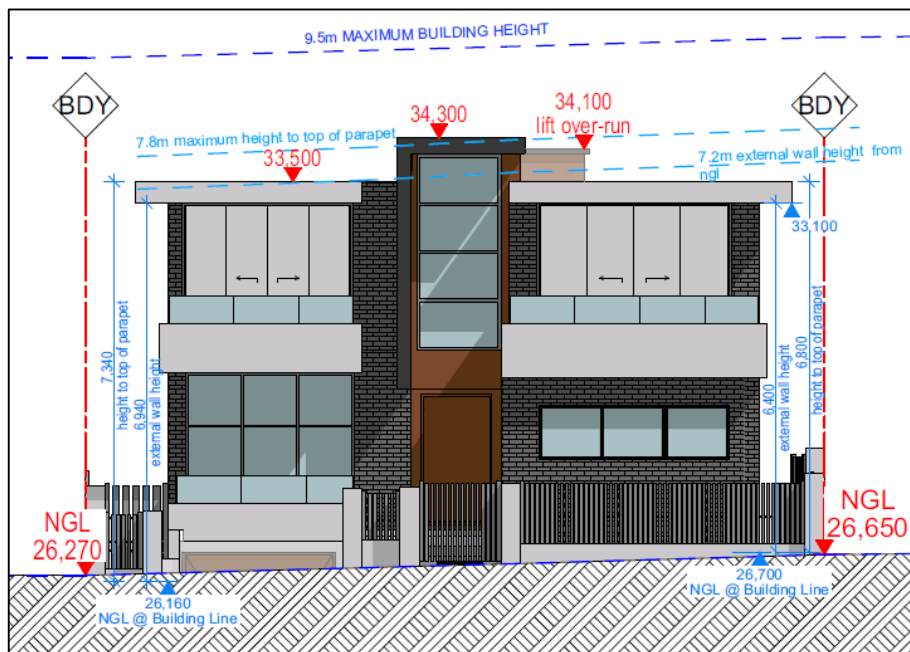 9.5m MAXIMUM BUILDING HEIGHT
BDY
BDY
34,300
34,100
lift over-run
7.8m maximum height to top of parapet
33,500
7.2m external wall height from
ngl
33,100
7,340
height to top of parapet
6,940
external wall height
6,400
external wall height
6,800
height to top of parapet
NGL
26,270
NGL
26,650
26,160
NGL @ Building Line
26,700
NGL @ Building Line